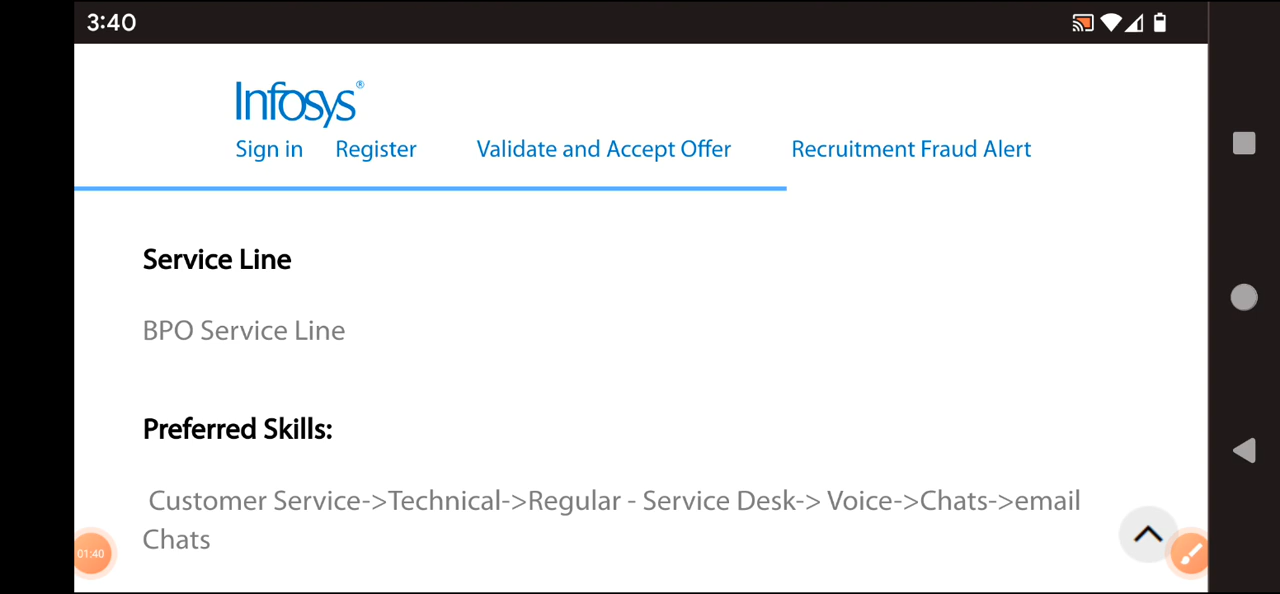 3:40
Infosys®
Sign in Register Validate and Accept Offer Recruitment Fraud Alert
Service Line
BPO Service Line
Preferred Skills:
Customer Service->Technical->Regular - Service Desk-> Voice->Chats->email
Chats
01:40